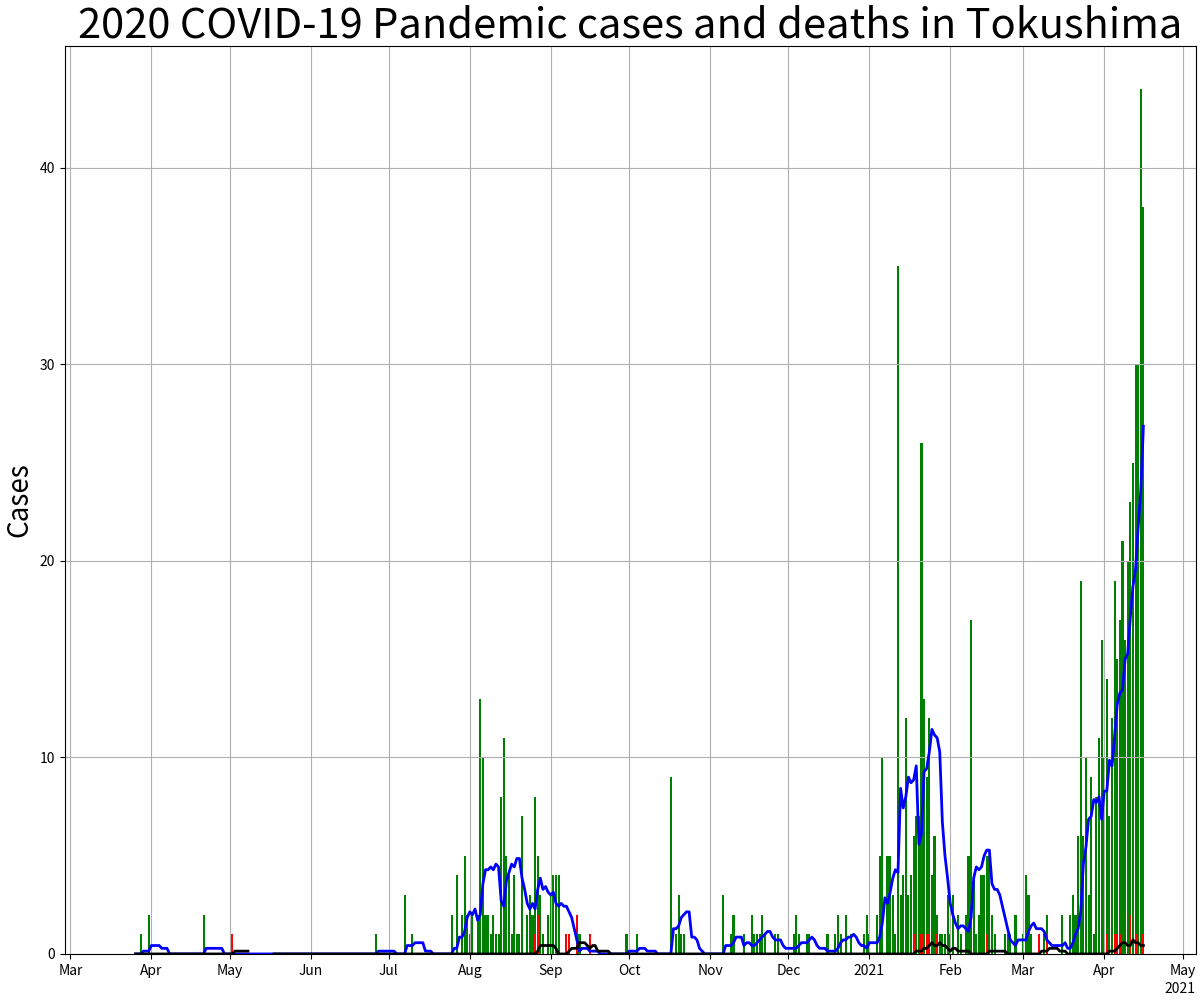 2020 COVID-19 Pandemic cases and deaths in Tokushima
Cases
40
30
20
10
0
Mar Apr May Jun Jul Aug Sep Oct Nov Dec 2021 Feb Mar Apr May
2021